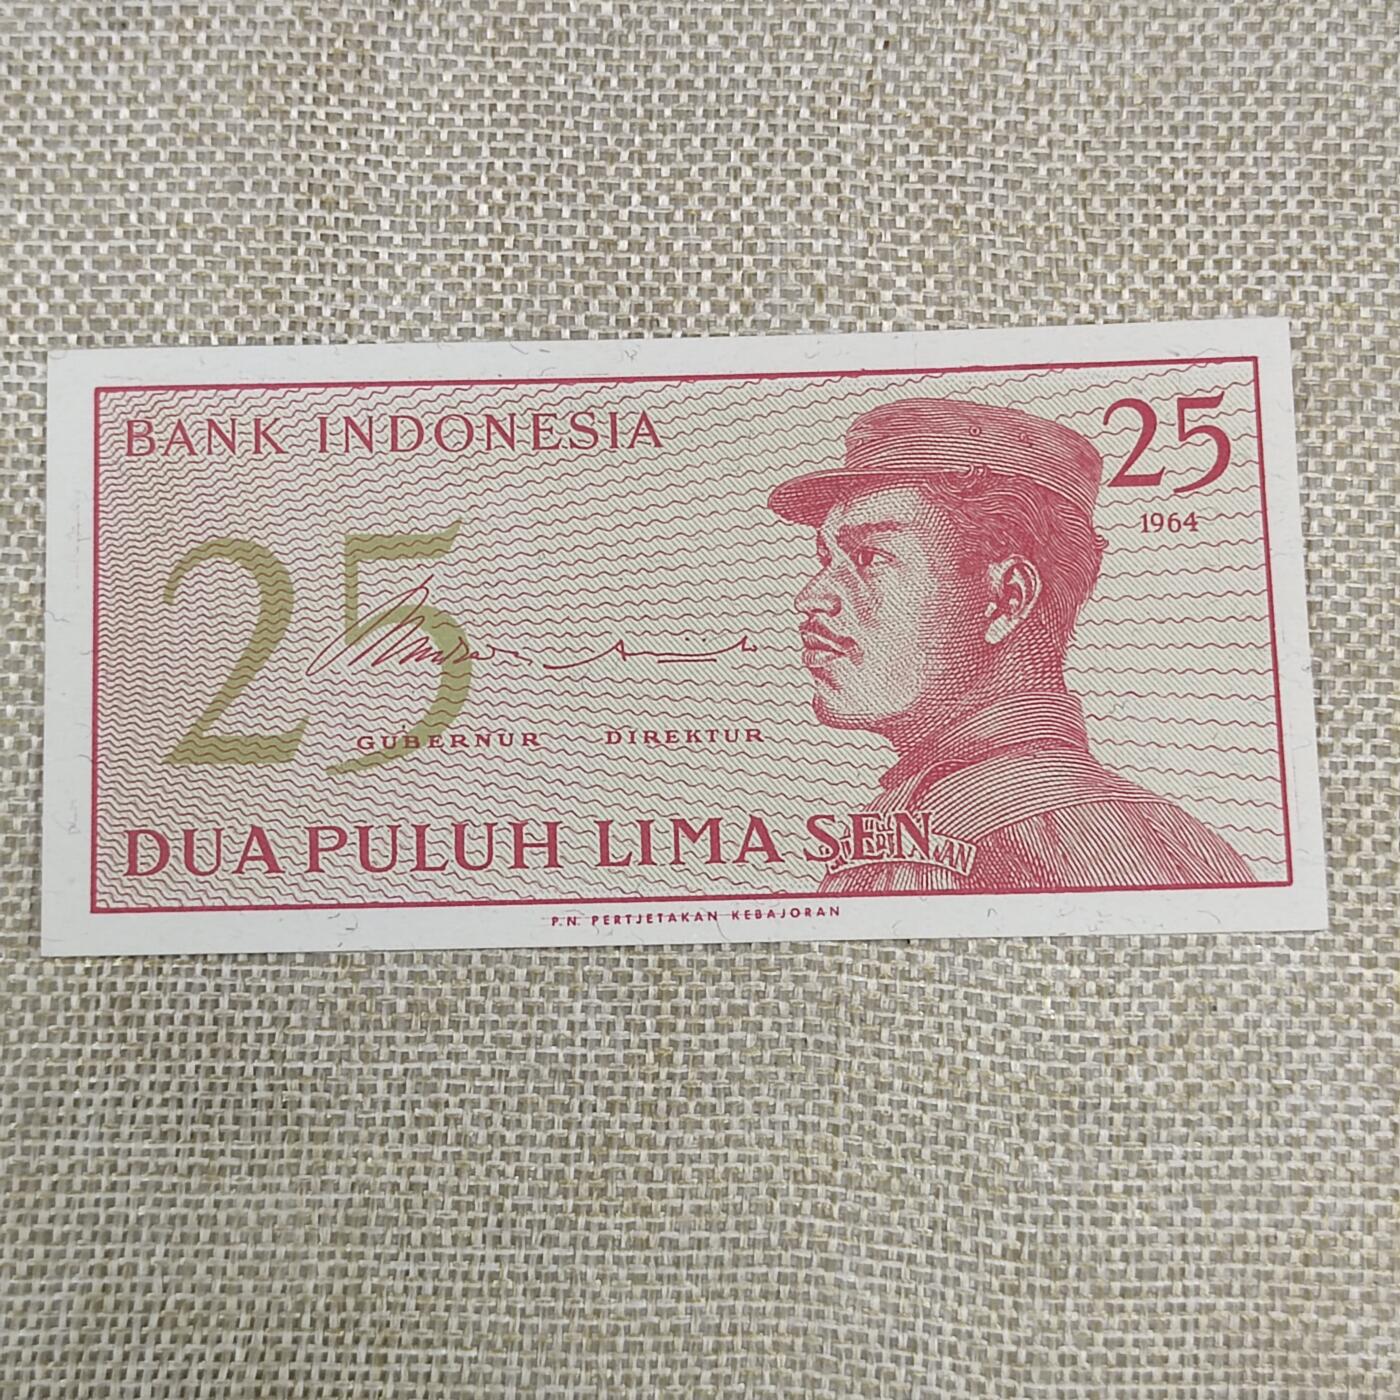 BANK INDONESIA
25
1964
25
GUBERNUR DIREKTUR
DUA PULUH LIMA SEN
P.N. PERTJETAKAN KEBAJORAN